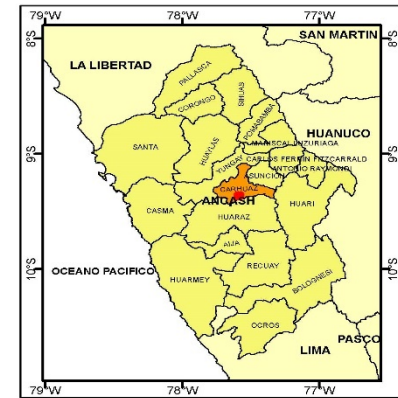 79°W 78°W 77°W
8°S 8°S
SAN MARTIN
LA LIBERTAD
PALLASCA
CORONGO
SIHUAS
POMABAMBA
HUANUCO
MARISCAL LUZURIAGA
SANTA
HUAYLAS
9°S 9°S
YUNGAY
CARLOS FERMIN FITZCARRALD
ANTONIO RAYMONDI
SUNCION
CARHUAZ
ANCASH
HUARI
CASMA
HUARAZ
AIJA
OCEANO PACIFICO
RECUAY
10°S 10°S
HUARMEY
BOLOGNESI
OCROS
PASCO
LIMA
79°W 78°W 77°W